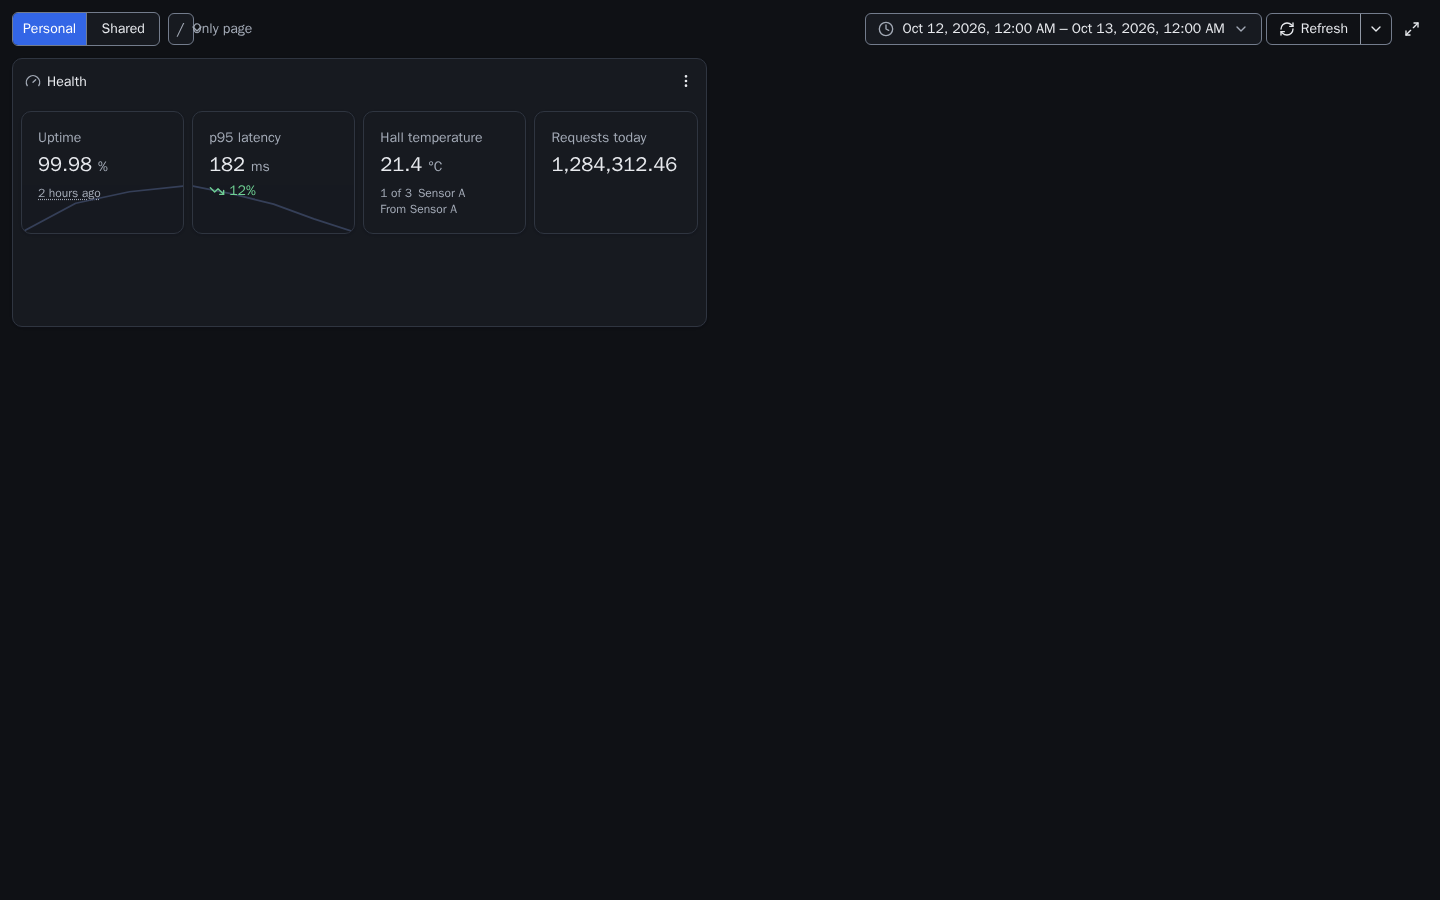 Personal Shared / Only page Oct 12, 2026, 12:00 AM – Oct 13, 2026, 12:00 AM Refresh
Health
Uptime
99.98 %
2 hours ago
p95 latency
182 ms
12%
Hall temperature
21.4 °C
1 of 3 Sensor A
From Sensor A
Requests today
1,284,312.46